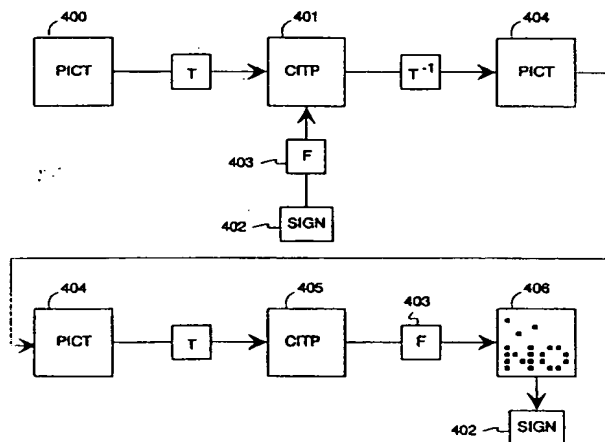 400 401 404
PICT T CITP T⁻¹ PICT
403 F
402 SIGN
404 405 403 406
PICT T CITP F
402 SIGN